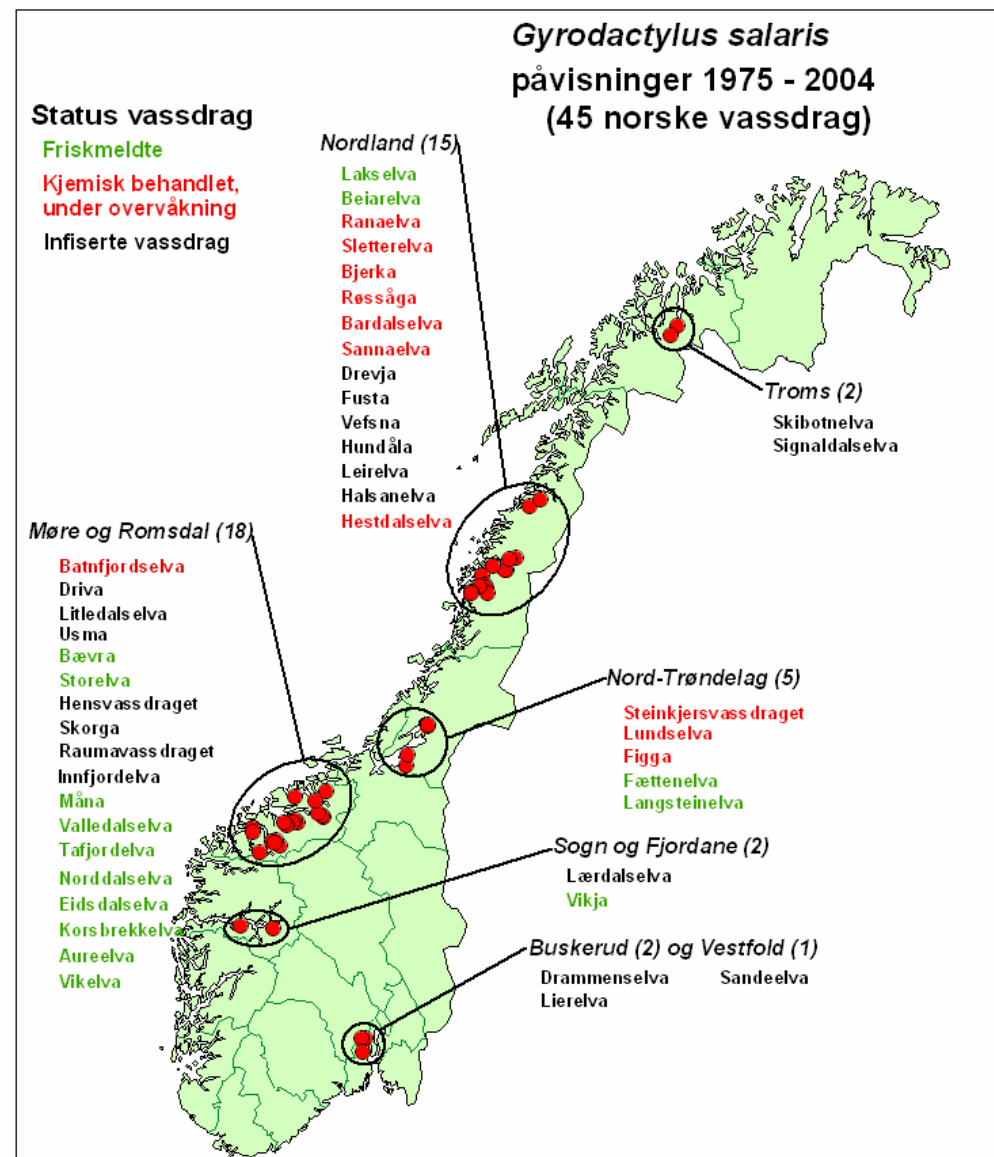 Gyrodactylus salaris
påvisninger 1975 - 2004
(45 norske vassdrag)
Status vassdrag
Friskmeldte
Kjemisk behandlet,
under overvåkning
Infiserte vassdrag
Nordland (15)
Lakselva
Beiarelva
Ranaelva
Sletterelva
Bjerka
Røssåga
Bardalselva
Sannaelva
Drevja
Fusta
Vefsna
Hundåla
Leirelva
Halsanelva
Hestdalselva
Troms (2)
Skibotnelva
Signaldalselva
Møre og Romsdal (18)
Batnfjordselva
Driva
Litledalselva
Usma
Bævra
Storelva
Hensvassdraget
Skorga
Raumavassdraget
Innfjordelva
Måna
Valledalselva
Tafjordelva
Norddalselva
Eidsdalselva
Korsbrekkelva
Aureelva
Vikelva
Nord-Trøndelag (5)
Steinkjersvassdraget
Lundselva
Figga
Fættenelva
Langsteinelva
Sogn og Fjordane (2)
Lærdalselva
Vikja
Buskerud (2) og Vestfold (1)
Drammenselva Sandeelva
Lierelva